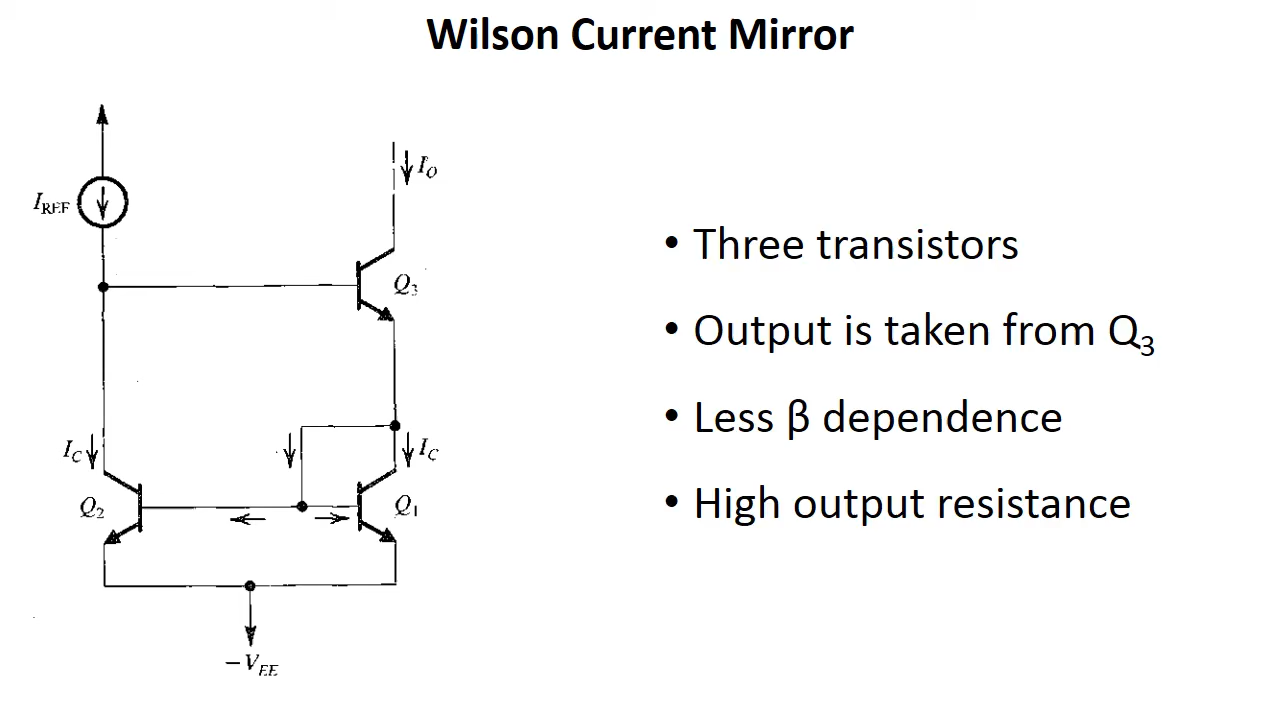 Wilson Current Mirror
I_O
I_REF
Q_3
I_C
I_C
Q_2
Q_1
−V_EE
• Three transistors
• Output is taken from Q_3
• Less β dependence
• High output resistance